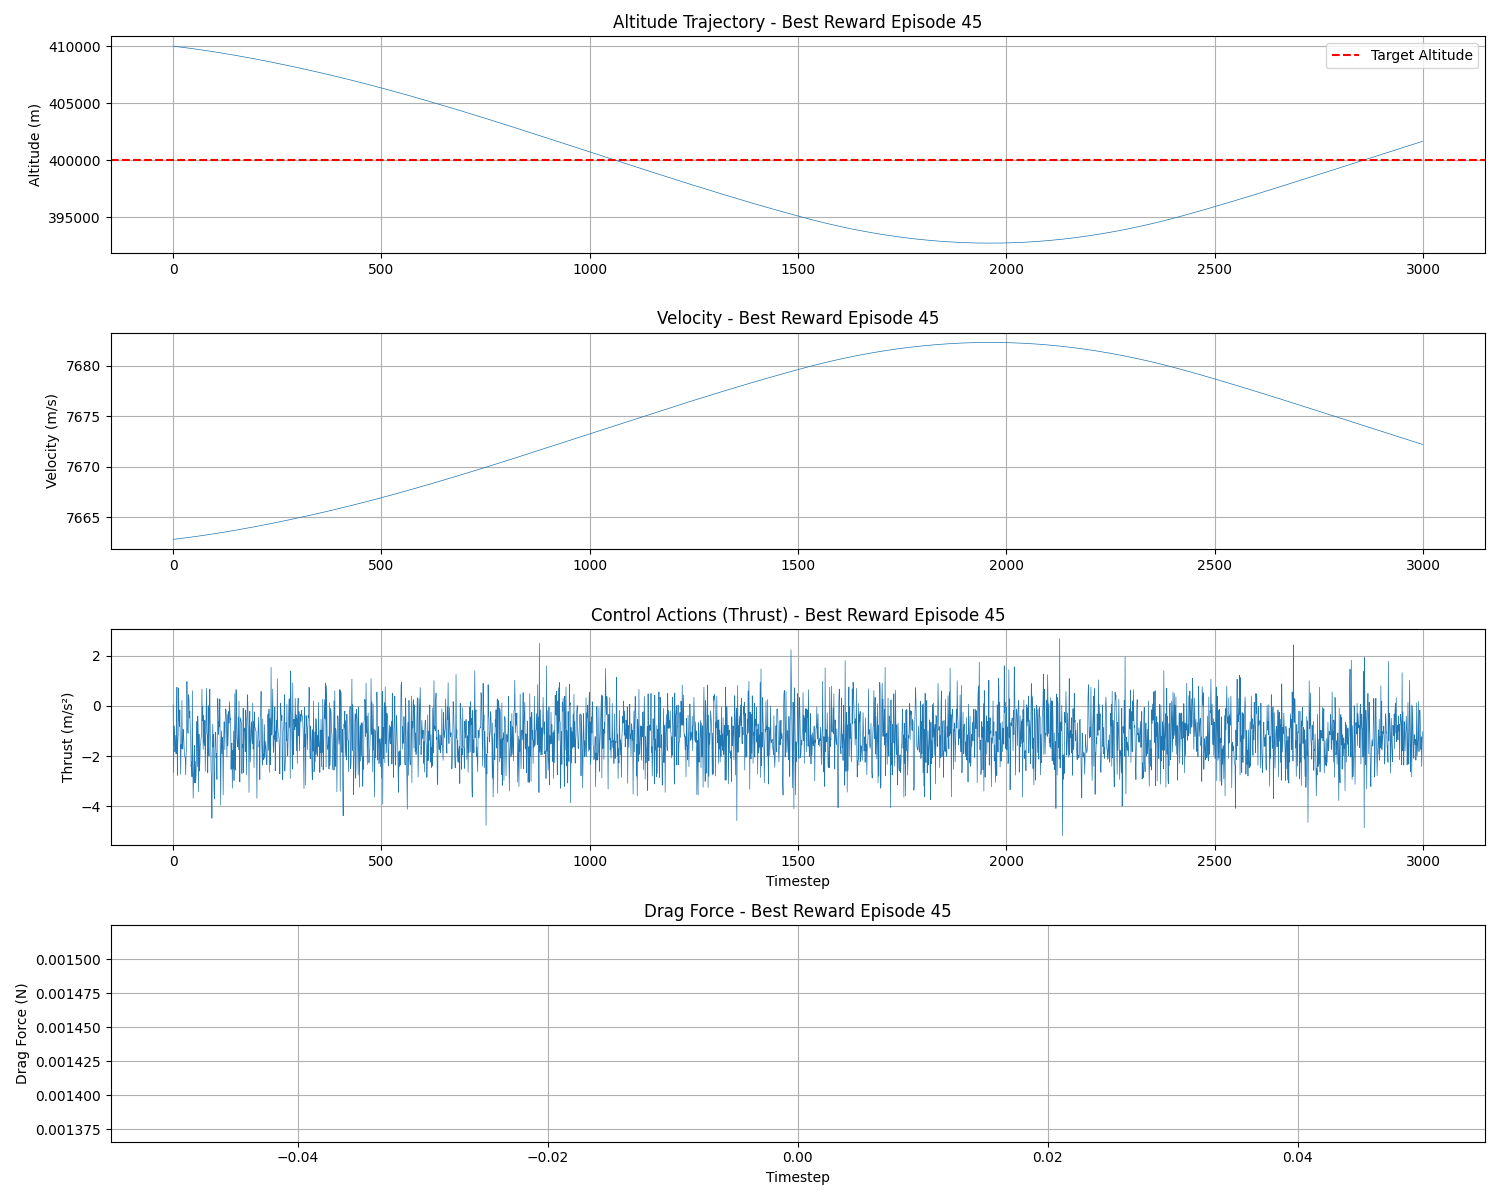 Altitude Trajectory - Best Reward Episode 45
Altitude (m)
410000
405000
400000
395000
Target Altitude
0 500 1000 1500 2000 2500 3000
Velocity - Best Reward Episode 45
Velocity (m/s)
7680
7675
7670
7665
0 500 1000 1500 2000 2500 3000
Control Actions (Thrust) - Best Reward Episode 45
Thrust (m/s²)
2
0
−2
−4
0 500 1000 1500 2000 2500 3000
Timestep
Drag Force - Best Reward Episode 45
Drag Force (N)
0.001500
0.001475
0.001450
0.001425
0.001400
0.001375
−0.04 −0.02 0.00 0.02 0.04
Timestep